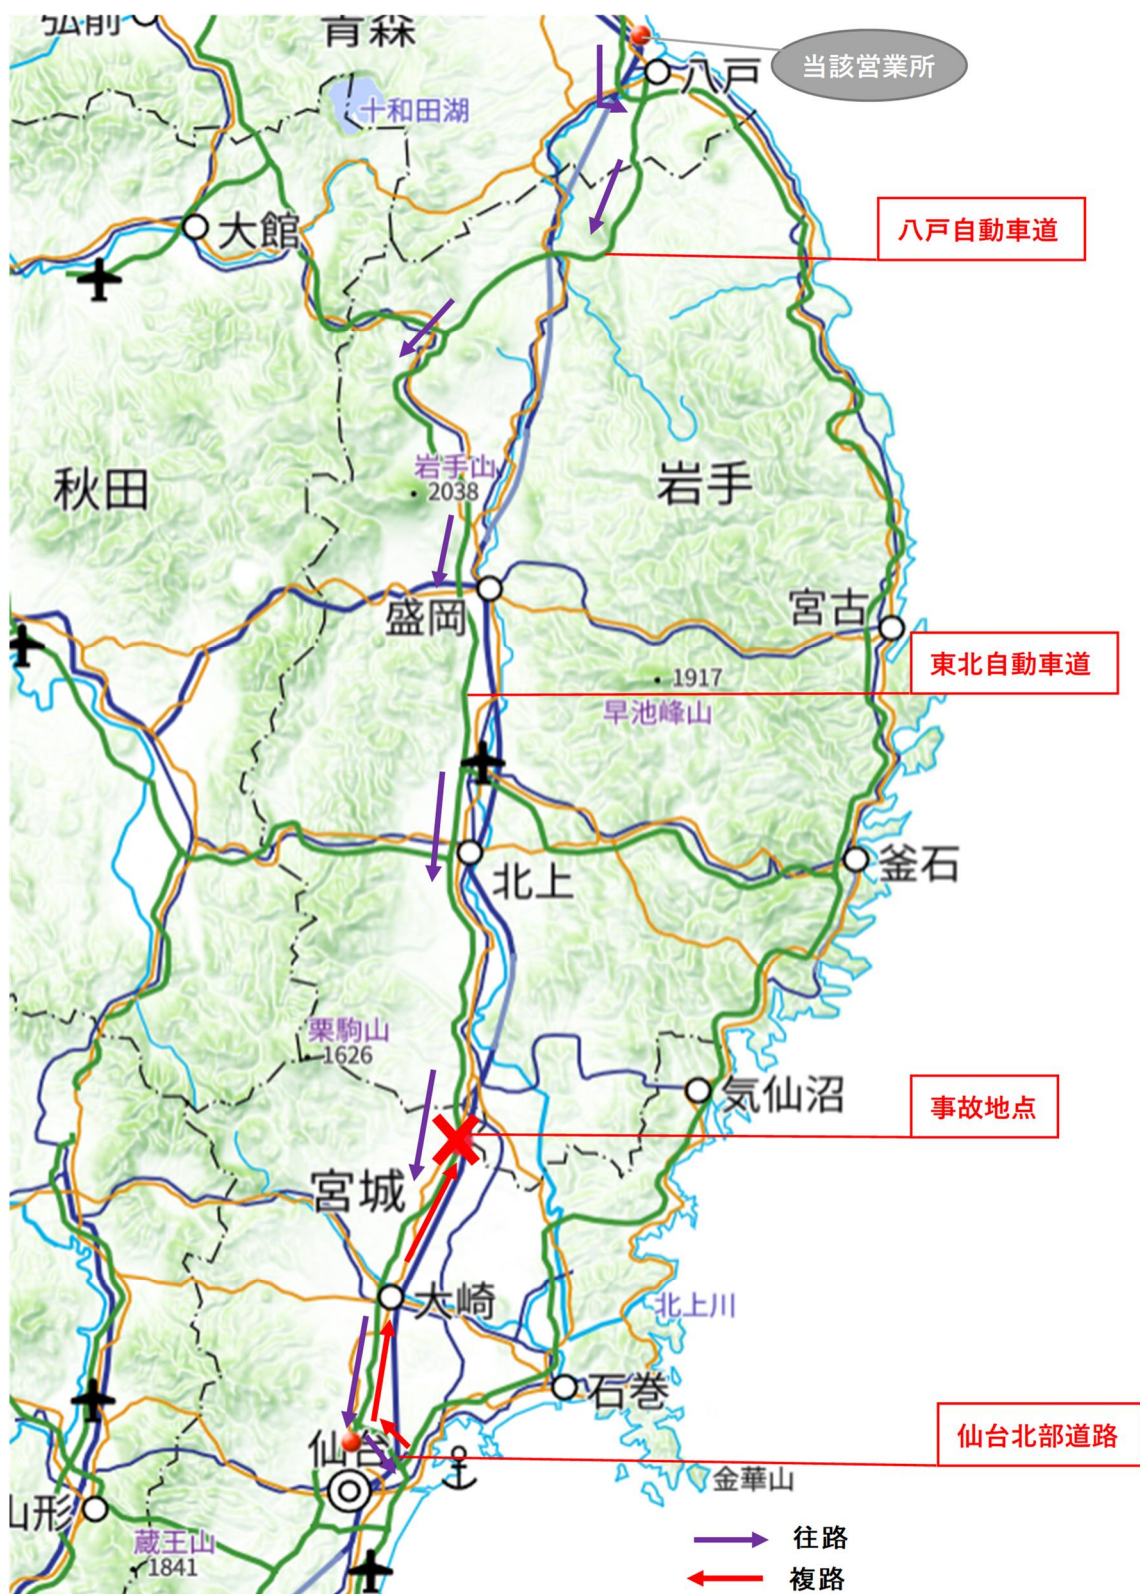 弘前
青森
当該営業所
八戸
十和田湖
大館
八戸自動車道
岩手山
2038
秋田
岩手
盛岡
宮古
東北自動車道
1917
早池峰山
北上
釜石
栗駒山
1626
気仙沼
事故地点
宮城
大崎
北上川
石巻
仙台
仙台北部道路
金華山
山形
蔵王山
1841
往路
複路